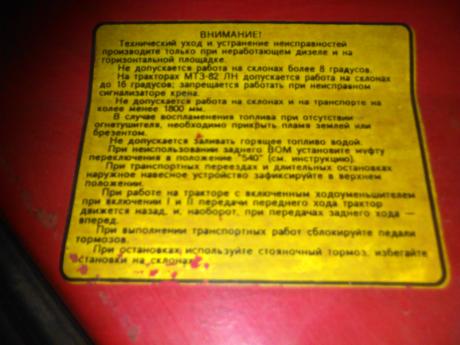 ВНИМАНИЕ!
Технический уход и устранение неисправностей
производите только при неработающем дизеле и на
горизонтальной площадке.
Не допускается работа на склонах более 8 градусов.
На тракторах МТЗ-82 ЛН допускается работа на склонах
до 16 градусов; запрещается работать при неисправном
сигнализаторе крена.
Не допускается работа на склонах и на транспорте на
колее менее 1800 мм.
В случае воспламенения топлива при отсутствии
огнетушителя, необходимо прикрыть пламя землей или
брезентом.
Не допускается заливать горящее топливо водой.
При неиспользовании заднего ВОМ установите муфту
переключения в положение "540" (см. инструкцию).
При транспортных переездах и длительных остановках
наружное навесное устройство зафиксируйте в верхнем
положении.
При работе на тракторе с включенным ходоуменьшителем
при включении I и II передачи переднего хода трактор
движется назад, и, наоборот, при передачах заднего хода —
вперед.
При выполнении транспортных работ сблокируйте педали
тормозов.
При остановках используйте стояночный тормоз, избегайте
остановки на склонах.